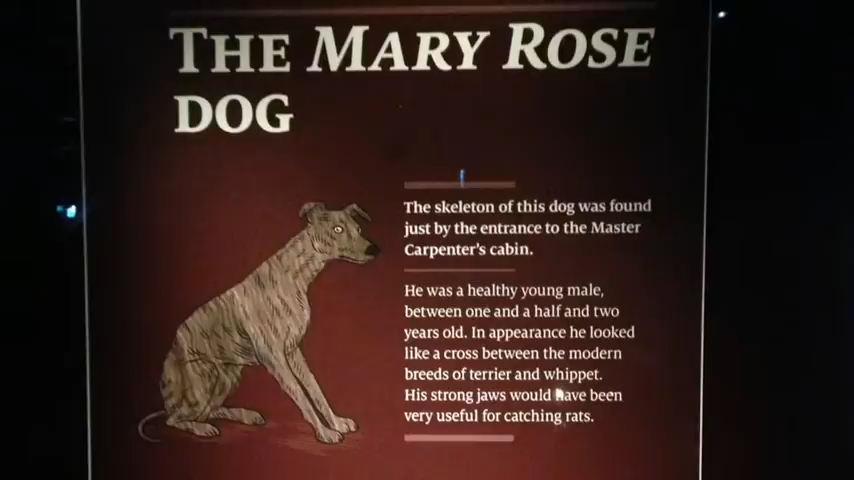 THE MARY ROSE
DOG
The skeleton of this dog was found
just by the entrance to the Master
Carpenter's cabin.
He was a healthy young male,
between one and a half and two
years old. In appearance he looked
like a cross between the modern
breeds of terrier and whippet.
His strong jaws would have been
very useful for catching rats.